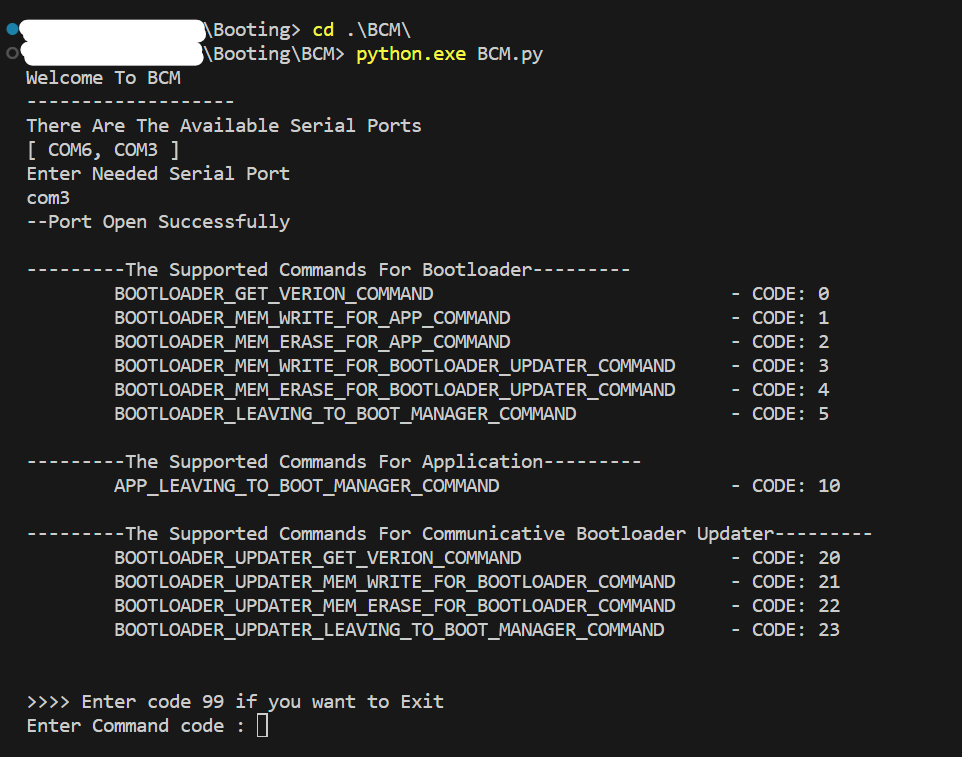 \Booting> cd .\BCM\
\Booting\BCM> python.exe BCM.py
Welcome To BCM
-------------------
There Are The Available Serial Ports
[ COM6, COM3 ]
Enter Needed Serial Port
com3
--Port Open Successfully
---------The Supported Commands For Bootloader---------
BOOTLOADER_GET_VERION_COMMAND - CODE: 0
BOOTLOADER_MEM_WRITE_FOR_APP_COMMAND - CODE: 1
BOOTLOADER_MEM_ERASE_FOR_APP_COMMAND - CODE: 2
BOOTLOADER_MEM_WRITE_FOR_BOOTLOADER_UPDATER_COMMAND - CODE: 3
BOOTLOADER_MEM_ERASE_FOR_BOOTLOADER_UPDATER_COMMAND - CODE: 4
BOOTLOADER_LEAVING_TO_BOOT_MANAGER_COMMAND - CODE: 5
---------The Supported Commands For Application---------
APP_LEAVING_TO_BOOT_MANAGER_COMMAND - CODE: 10
---------The Supported Commands For Communicative Bootloader Updater---------
BOOTLOADER_UPDATER_GET_VERION_COMMAND - CODE: 20
BOOTLOADER_UPDATER_MEM_WRITE_FOR_BOOTLOADER_COMMAND - CODE: 21
BOOTLOADER_UPDATER_MEM_ERASE_FOR_BOOTLOADER_COMMAND - CODE: 22
BOOTLOADER_UPDATER_LEAVING_TO_BOOT_MANAGER_COMMAND - CODE: 23
>>>> Enter code 99 if you want to Exit
Enter Command code :